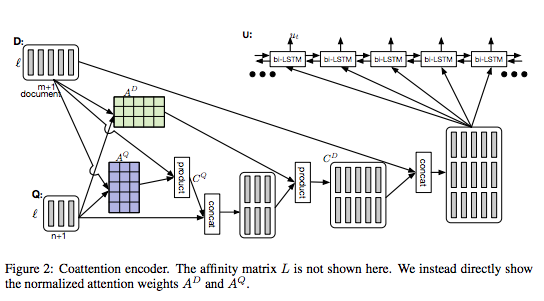 D:
U:
u_t
ℓ
bi-LSTM bi-LSTM bi-LSTM bi-LSTM bi-LSTM
m+1
document
A^D
A^Q
product
C^Q
concat
product
C^D
concat
Q:
ℓ
n+1
Figure 2: Coattention encoder. The affinity matrix L is not shown here. We instead directly show
the normalized attention weights A^D and A^Q.